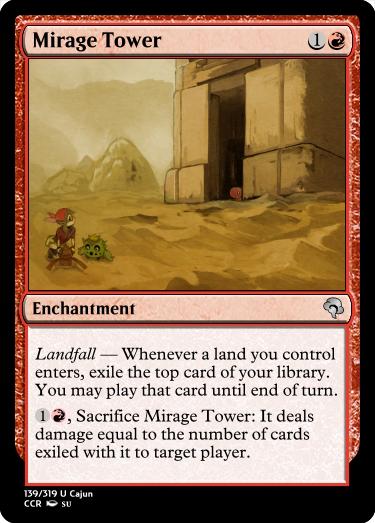 Mirage Tower 1
Enchantment
Landfall — Whenever a land you control
enters, exile the top card of your library.
You may play that card until end of turn.
1, Sacrifice Mirage Tower: It deals
damage equal to the number of cards
exiled with it to target player.
139/319 U Cajun
CCR SU